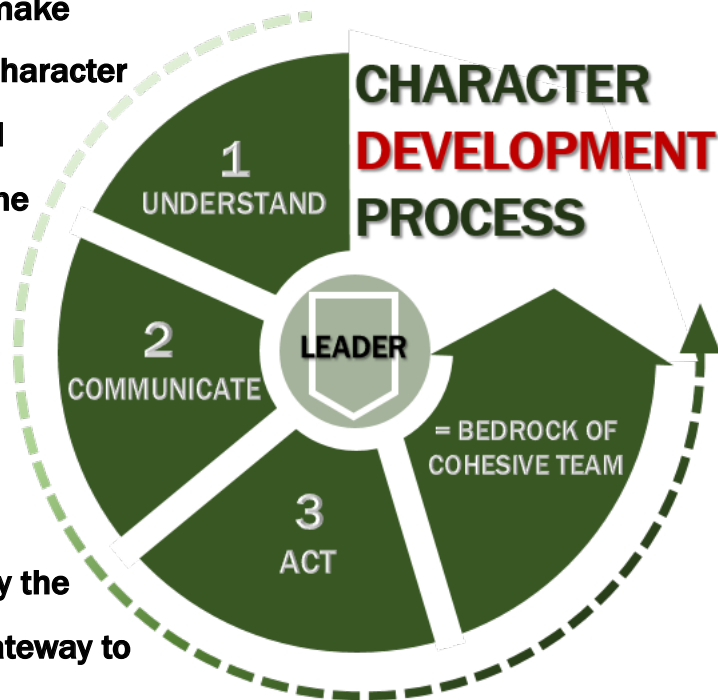 make
haracter
CHARACTER
DEVELOPMENT
PROCESS
1
UNDERSTAND
2
COMMUNICATE
LEADER
= BEDROCK OF
COHESIVE TEAM
3
ACT
y the
ateway to